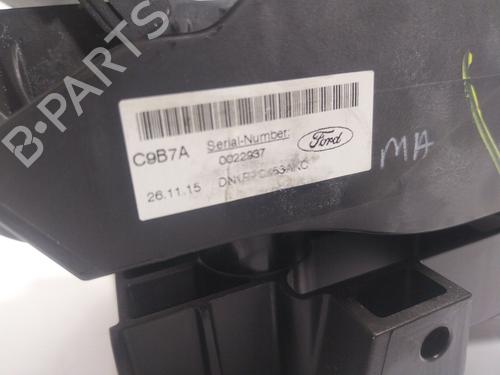 B-PARTS
C9B7A
Serial-Number:
0022937
Ford
26.11.15
MA